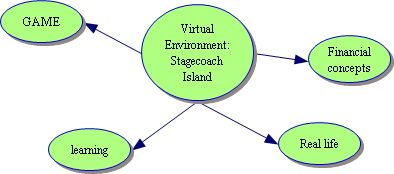 GAME
Virtual
Environment:
Stagecoach
Island
Financial
concepts
learning
Real life